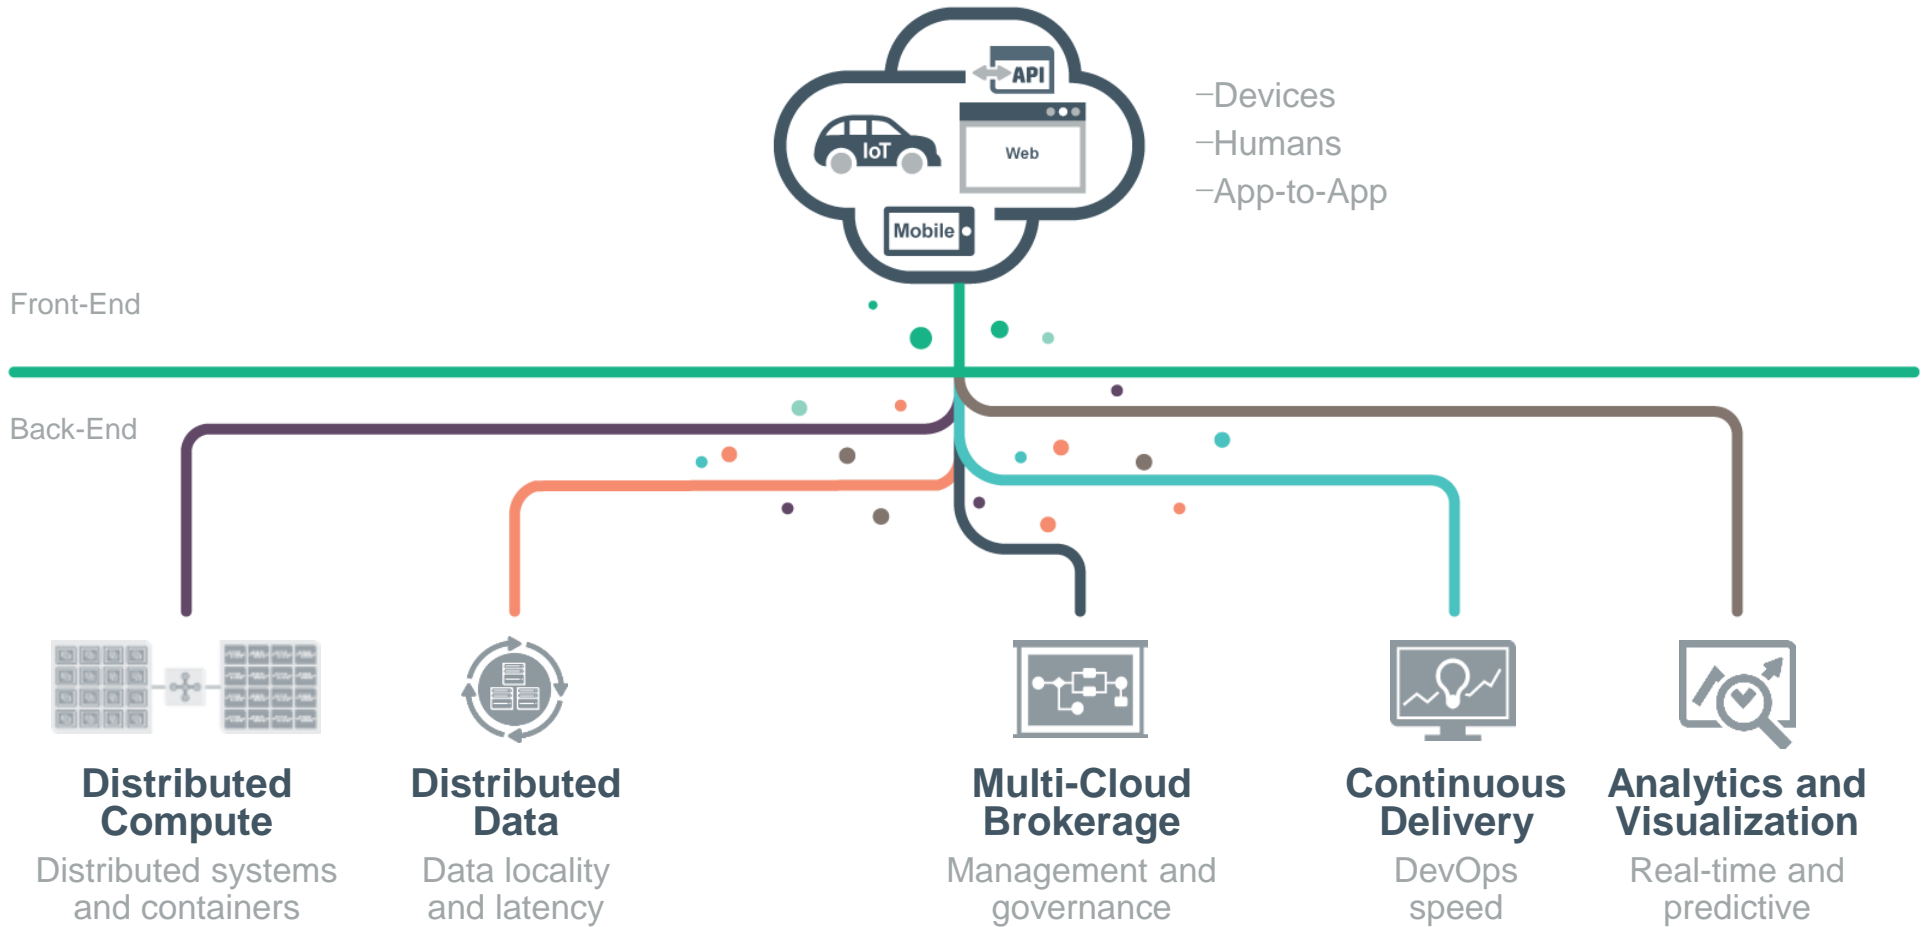 API
–Devices
IoT
Web
–Humans
–App-to-App
Mobile
Front-End
Back-End
Distributed
Compute
Distributed systems
and containers
Distributed
Data
Data locality
and latency
Multi-Cloud
Brokerage
Management and
governance
Continuous
Delivery
DevOps
speed
Analytics and
Visualization
Real-time and
predictive